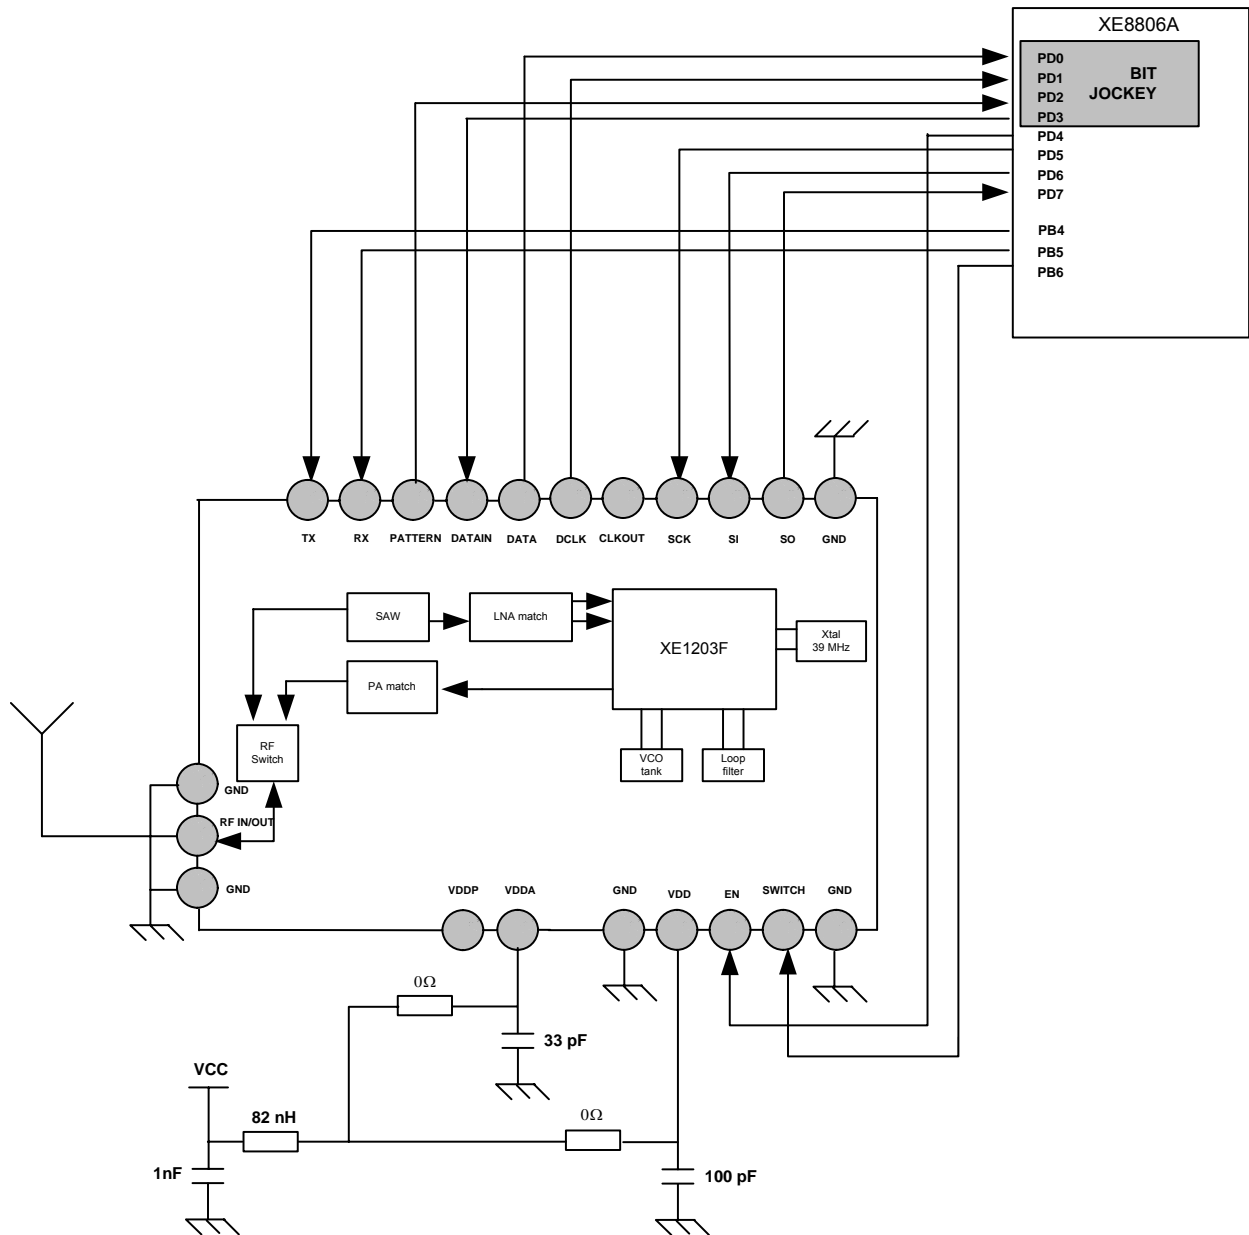 XE8806A
PD0
PD1
PD2
PD3
BIT
JOCKEY
PD4
PD5
PD6
PD7
PB4
PB5
PB6
TX
RX
PATTERN
DATAIN
DATA
DCLK
CLKOUT
SCK
SI
SO
GND
SAW
LNA match
XE1203F
Xtal
39 MHz
PA match
RF
Switch
VCO
tank
Loop
filter
GND
RF IN/OUT
GND
VDDP
VDDA
GND
VDD
EN
SWITCH
GND
0Ω
33 pF
VCC
82 nH
0Ω
1nF
100 pF